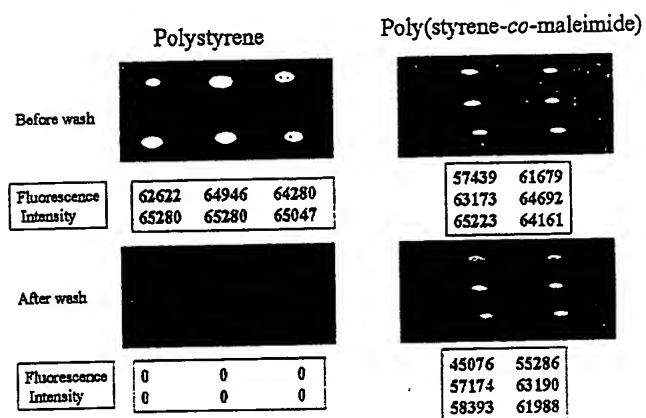 Polystyrene
Poly(styrene-co-maleimide)
Before wash
Fluorescence Intensity
62622 64946 64280
65280 65280 65047
57439 61679
63173 64692
65223 64161
After wash
Fluorescence Intensity
0 0 0
0 0 0
45076 55286
57174 63190
58393 61988